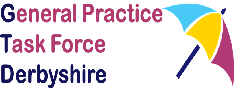 General Practice
Task Force
Derbyshire